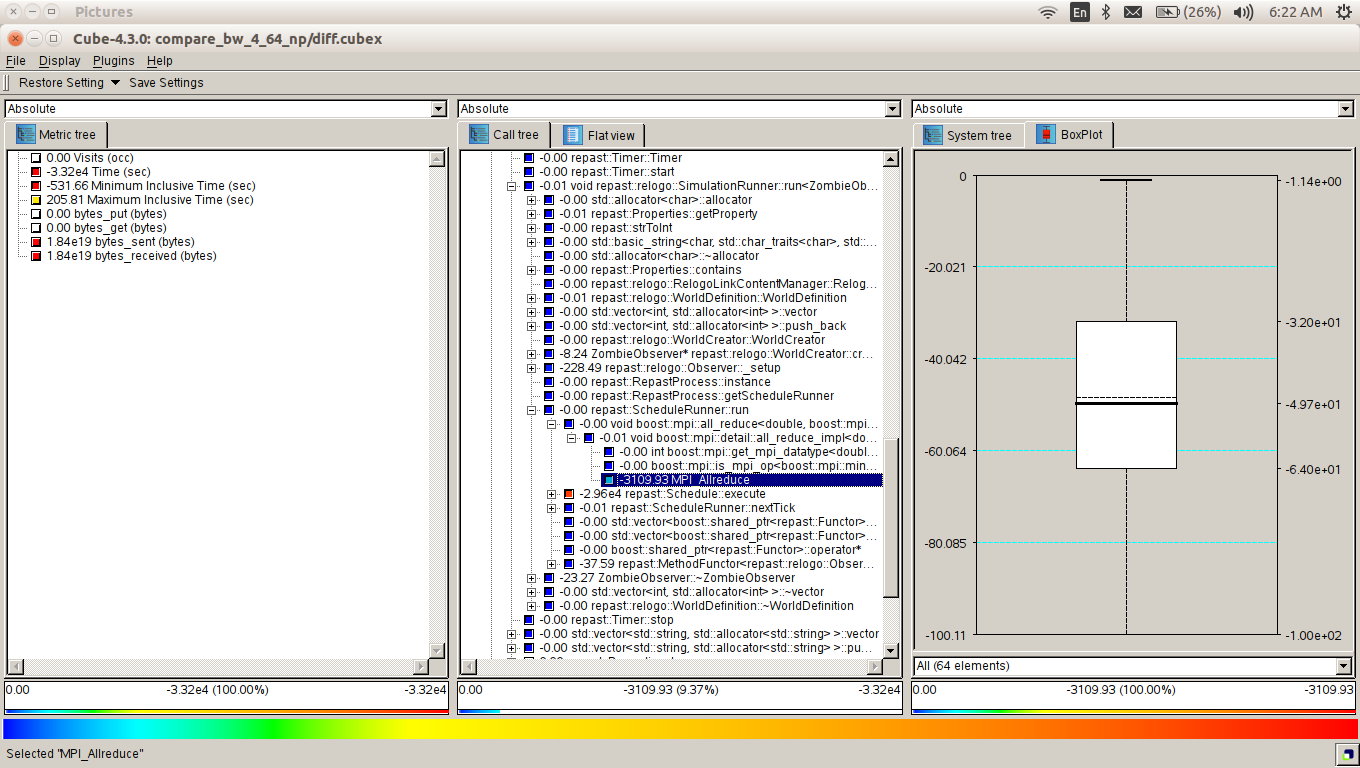 Pictures
En
(26%)
6:22 AM
Cube-4.3.0: compare_bw_4_64_np/diff.cubex
File Display Plugins Help
Restore Setting Save Settings
Absolute
Metric tree
0.00 Visits (occ)
-3.32e4 Time (sec)
-531.66 Minimum Inclusive Time (sec)
205.81 Maximum Inclusive Time (sec)
0.00 bytes_put (bytes)
0.00 bytes_get (bytes)
1.84e19 bytes_sent (bytes)
1.84e19 bytes_received (bytes)
0.00 -3.32e4 (100.00%) -3.32e4
Absolute
Call tree Flat view
-0.00 repast::Timer::Timer
-0.00 repast::Timer::start
-0.01 void repast::relogo::SimulationRunner::run<ZombieOb...
-0.00 std::allocator<char>::allocator
-0.01 repast::Properties::getProperty
-0.00 repast::strToInt
-0.00 std::basic_string<char, std::char_traits<char>, std::...
-0.00 std::allocator<char>::~allocator
-0.00 repast::Properties::contains
-0.00 repast::relogo::RelogoLinkContentManager::Relog...
-0.01 repast::relogo::WorldDefinition::WorldDefinition
-0.00 std::vector<int, std::allocator<int> >::vector
-0.00 std::vector<int, std::allocator<int> >::push_back
-0.00 repast::relogo::WorldCreator::WorldCreator
-8.24 ZombieObserver* repast::relogo::WorldCreator::cr...
-228.49 repast::relogo::Observer::_setup
-0.00 repast::RepastProcess::instance
-0.00 repast::RepastProcess::getScheduleRunner
-0.00 repast::ScheduleRunner::run
-0.00 void boost::mpi::all_reduce<double, boost::mpi...
-0.01 void boost::mpi::detail::all_reduce_impl<do...
-0.00 int boost::mpi::get_mpi_datatype<doubl...
-0.00 boost::mpi::is_mpi_op<boost::mpi::min...
-3109.93 MPI_Allreduce
-2.96e4 repast::Schedule::execute
-0.01 repast::ScheduleRunner::nextTick
-0.00 std::vector<boost::shared_ptr<repast::Functor>...
-0.00 std::vector<boost::shared_ptr<repast::Functor>...
-0.00 boost::shared_ptr<repast::Functor>::operator*
-37.59 repast::MethodFunctor<repast::relogo::Obser...
-23.27 ZombieObserver::~ZombieObserver
-0.00 std::vector<int, std::allocator<int> >::~vector
-0.00 repast::relogo::WorldDefinition::~WorldDefinition
-0.00 repast::Timer::stop
-0.00 std::vector<std::string, std::allocator<std::string> >::vector
-0.00 std::vector<std::string, std::allocator<std::string> >::pu...
0.00 -3109.93 (9.37%) -3.32e4
Absolute
System tree BoxPlot
0
-20.021
-40.042
-60.064
-80.085
-100.11
-1.14e+00
-3.20e+01
-4.97e+01
-6.40e+01
-1.00e+02
All (64 elements)
0.00 -3109.93 (100.00%) -3109.93
Selected "MPI_Allreduce"